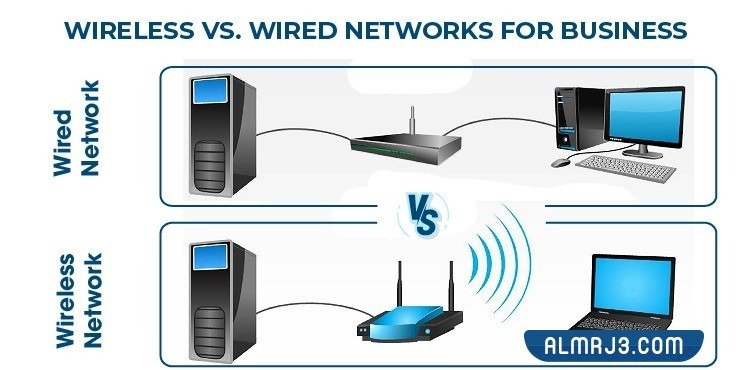 WIRELESS VS. WIRED NETWORKS FOR BUSINESS
Wired
Network
VS
Wireless
Network
ALMRJ3.COM